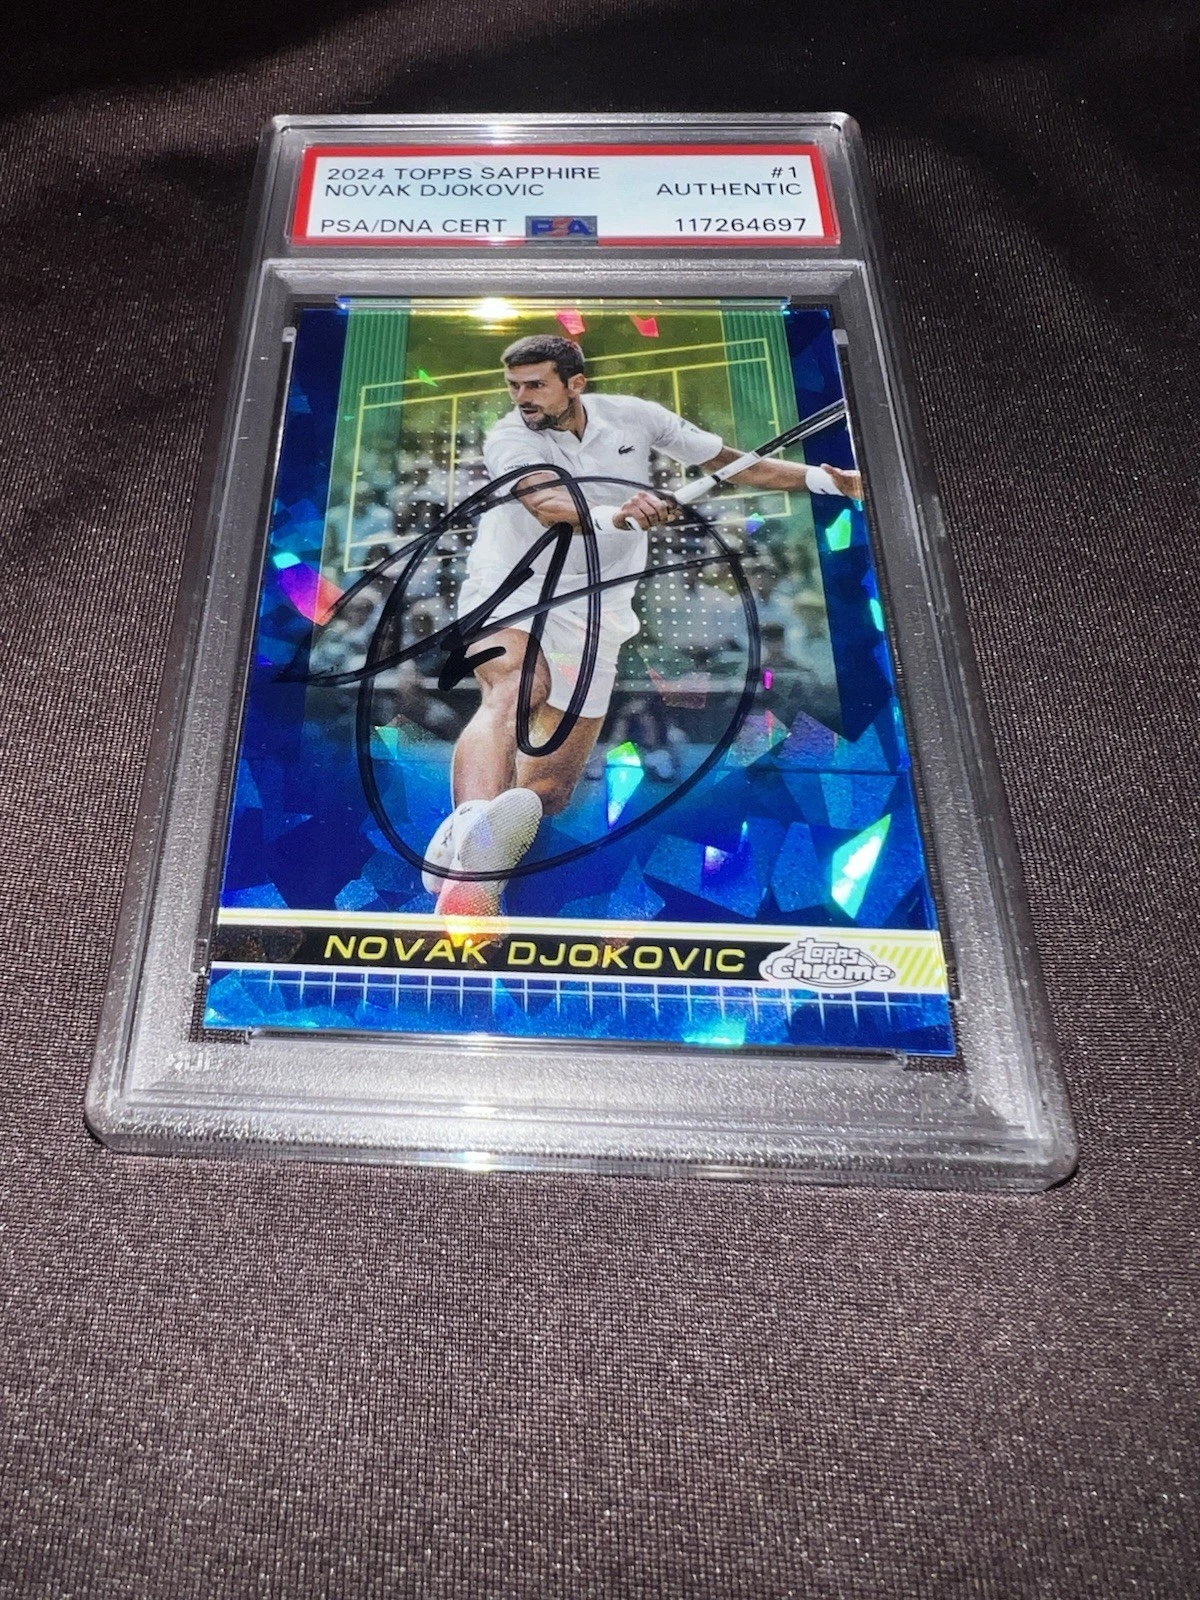 2024 TOPPS SAPPHIRE #1
NOVAK DJOKOVIC AUTHENTIC
PSA/DNA CERT PSA 117264697
NOVAK DJOKOVIC
topps
Chrome